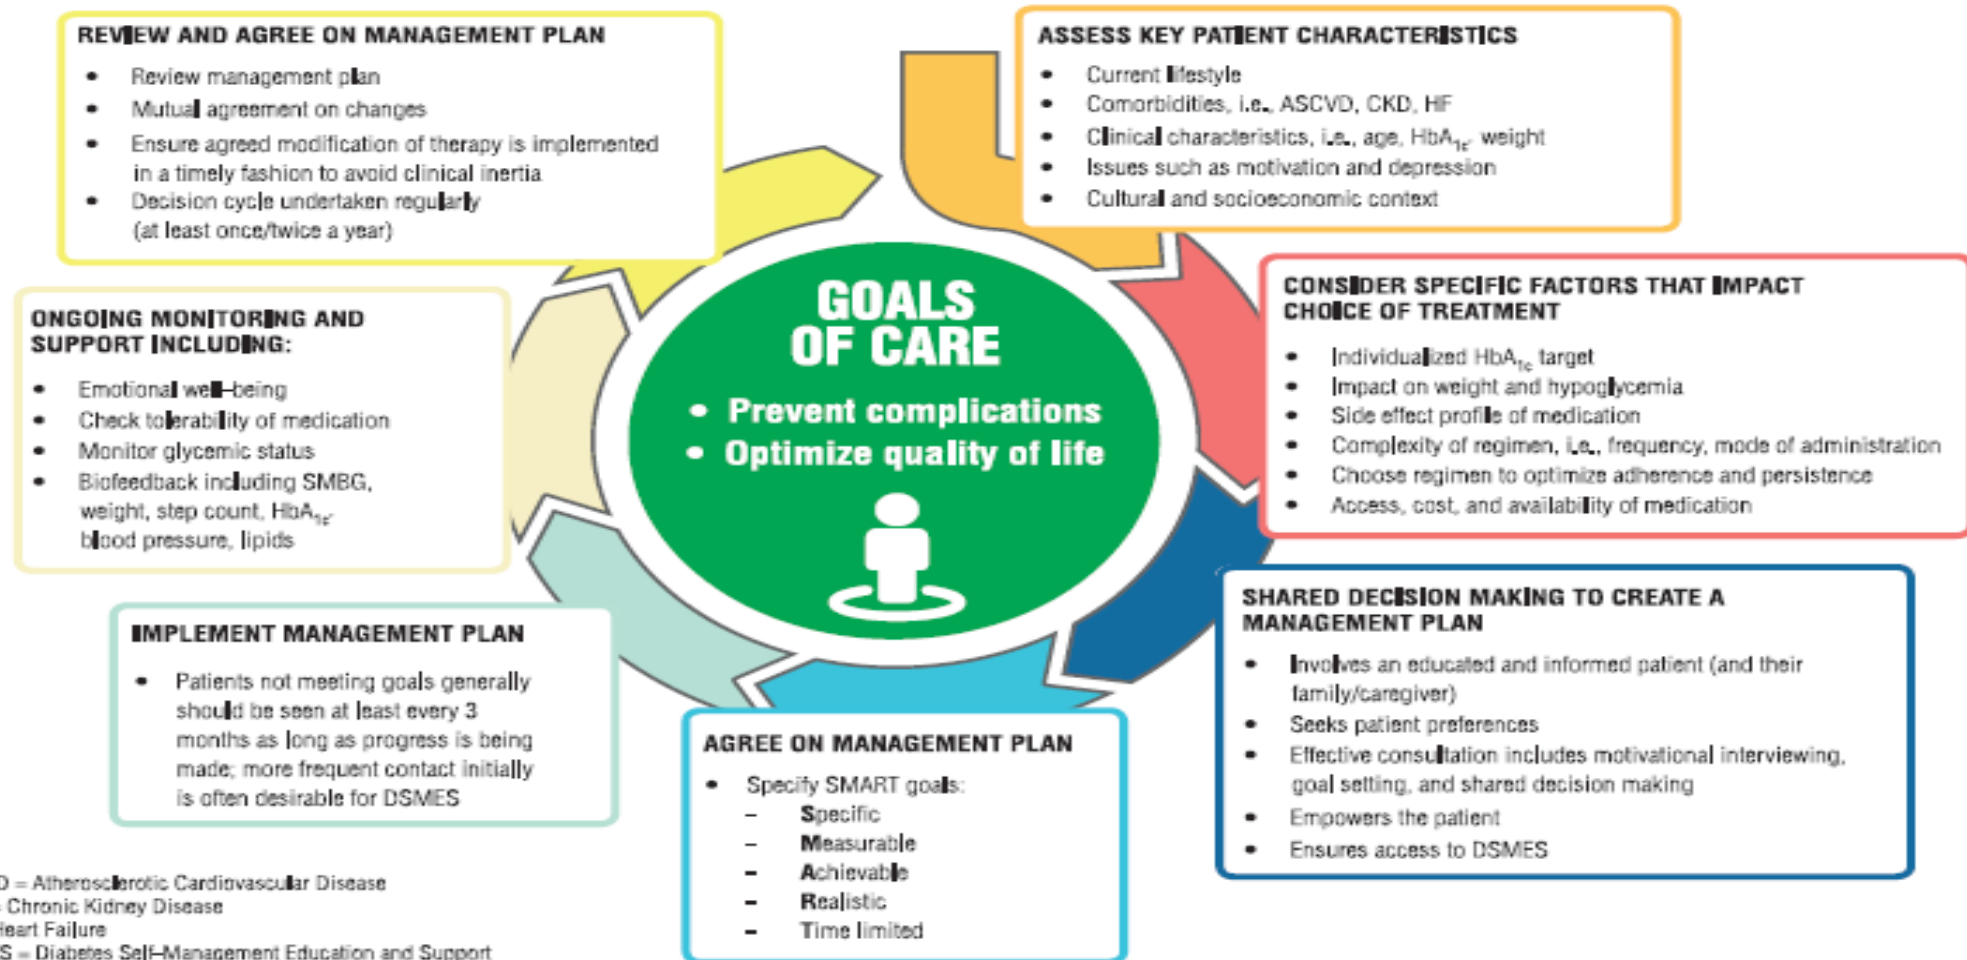 REVIEW AND AGREE ON MANAGEMENT PLAN
• Review management plan
• Mutual agreement on changes
• Ensure agreed modification of therapy is implemented
in a timely fashion to avoid clinical inertia
• Decision cycle undertaken regularly
(at least once/twice a year)
ASSESS KEY PATIENT CHARACTERISTICS
• Current lifestyle
• Comorbidities, i.e., ASCVD, CKD, HF
• Clinical characteristics, i.e., age, HbA1c, weight
• Issues such as motivation and depression
• Cultural and socioeconomic context
CONSIDER SPECIFIC FACTORS THAT IMPACT
CHOICE OF TREATMENT
• Individualized HbA1c target
• Impact on weight and hypoglycemia
• Side effect profile of medication
• Complexity of regimen, i.e., frequency, mode of administration
• Choose regimen to optimize adherence and persistence
• Access, cost, and availability of medication
SHARED DECISION MAKING TO CREATE A
MANAGEMENT PLAN
• Involves an educated and informed patient (and their
family/caregiver)
• Seeks patient preferences
• Effective consultation includes motivational interviewing,
goal setting, and shared decision making
• Empowers the patient
• Ensures access to DSMES
AGREE ON MANAGEMENT PLAN
• Specify SMART goals:
– Specific
– Measurable
– Achievable
– Realistic
– Time limited
IMPLEMENT MANAGEMENT PLAN
• Patients not meeting goals generally
should be seen at least every 3
months as long as progress is being
made; more frequent contact initially
is often desirable for DSMES
ONGOING MONITORING AND
SUPPORT INCLUDING:
• Emotional well-being
• Check tolerability of medication
• Monitor glycemic status
• Biofeedback including SMBG,
weight, step count, HbA1c,
blood pressure, lipids
GOALS
OF CARE
• Prevent complications
• Optimize quality of life
= Atherosclerotic Cardiovascular Disease
Chronic Kidney Disease
Heart Failure
= Diabetes Self-Management Education and Support